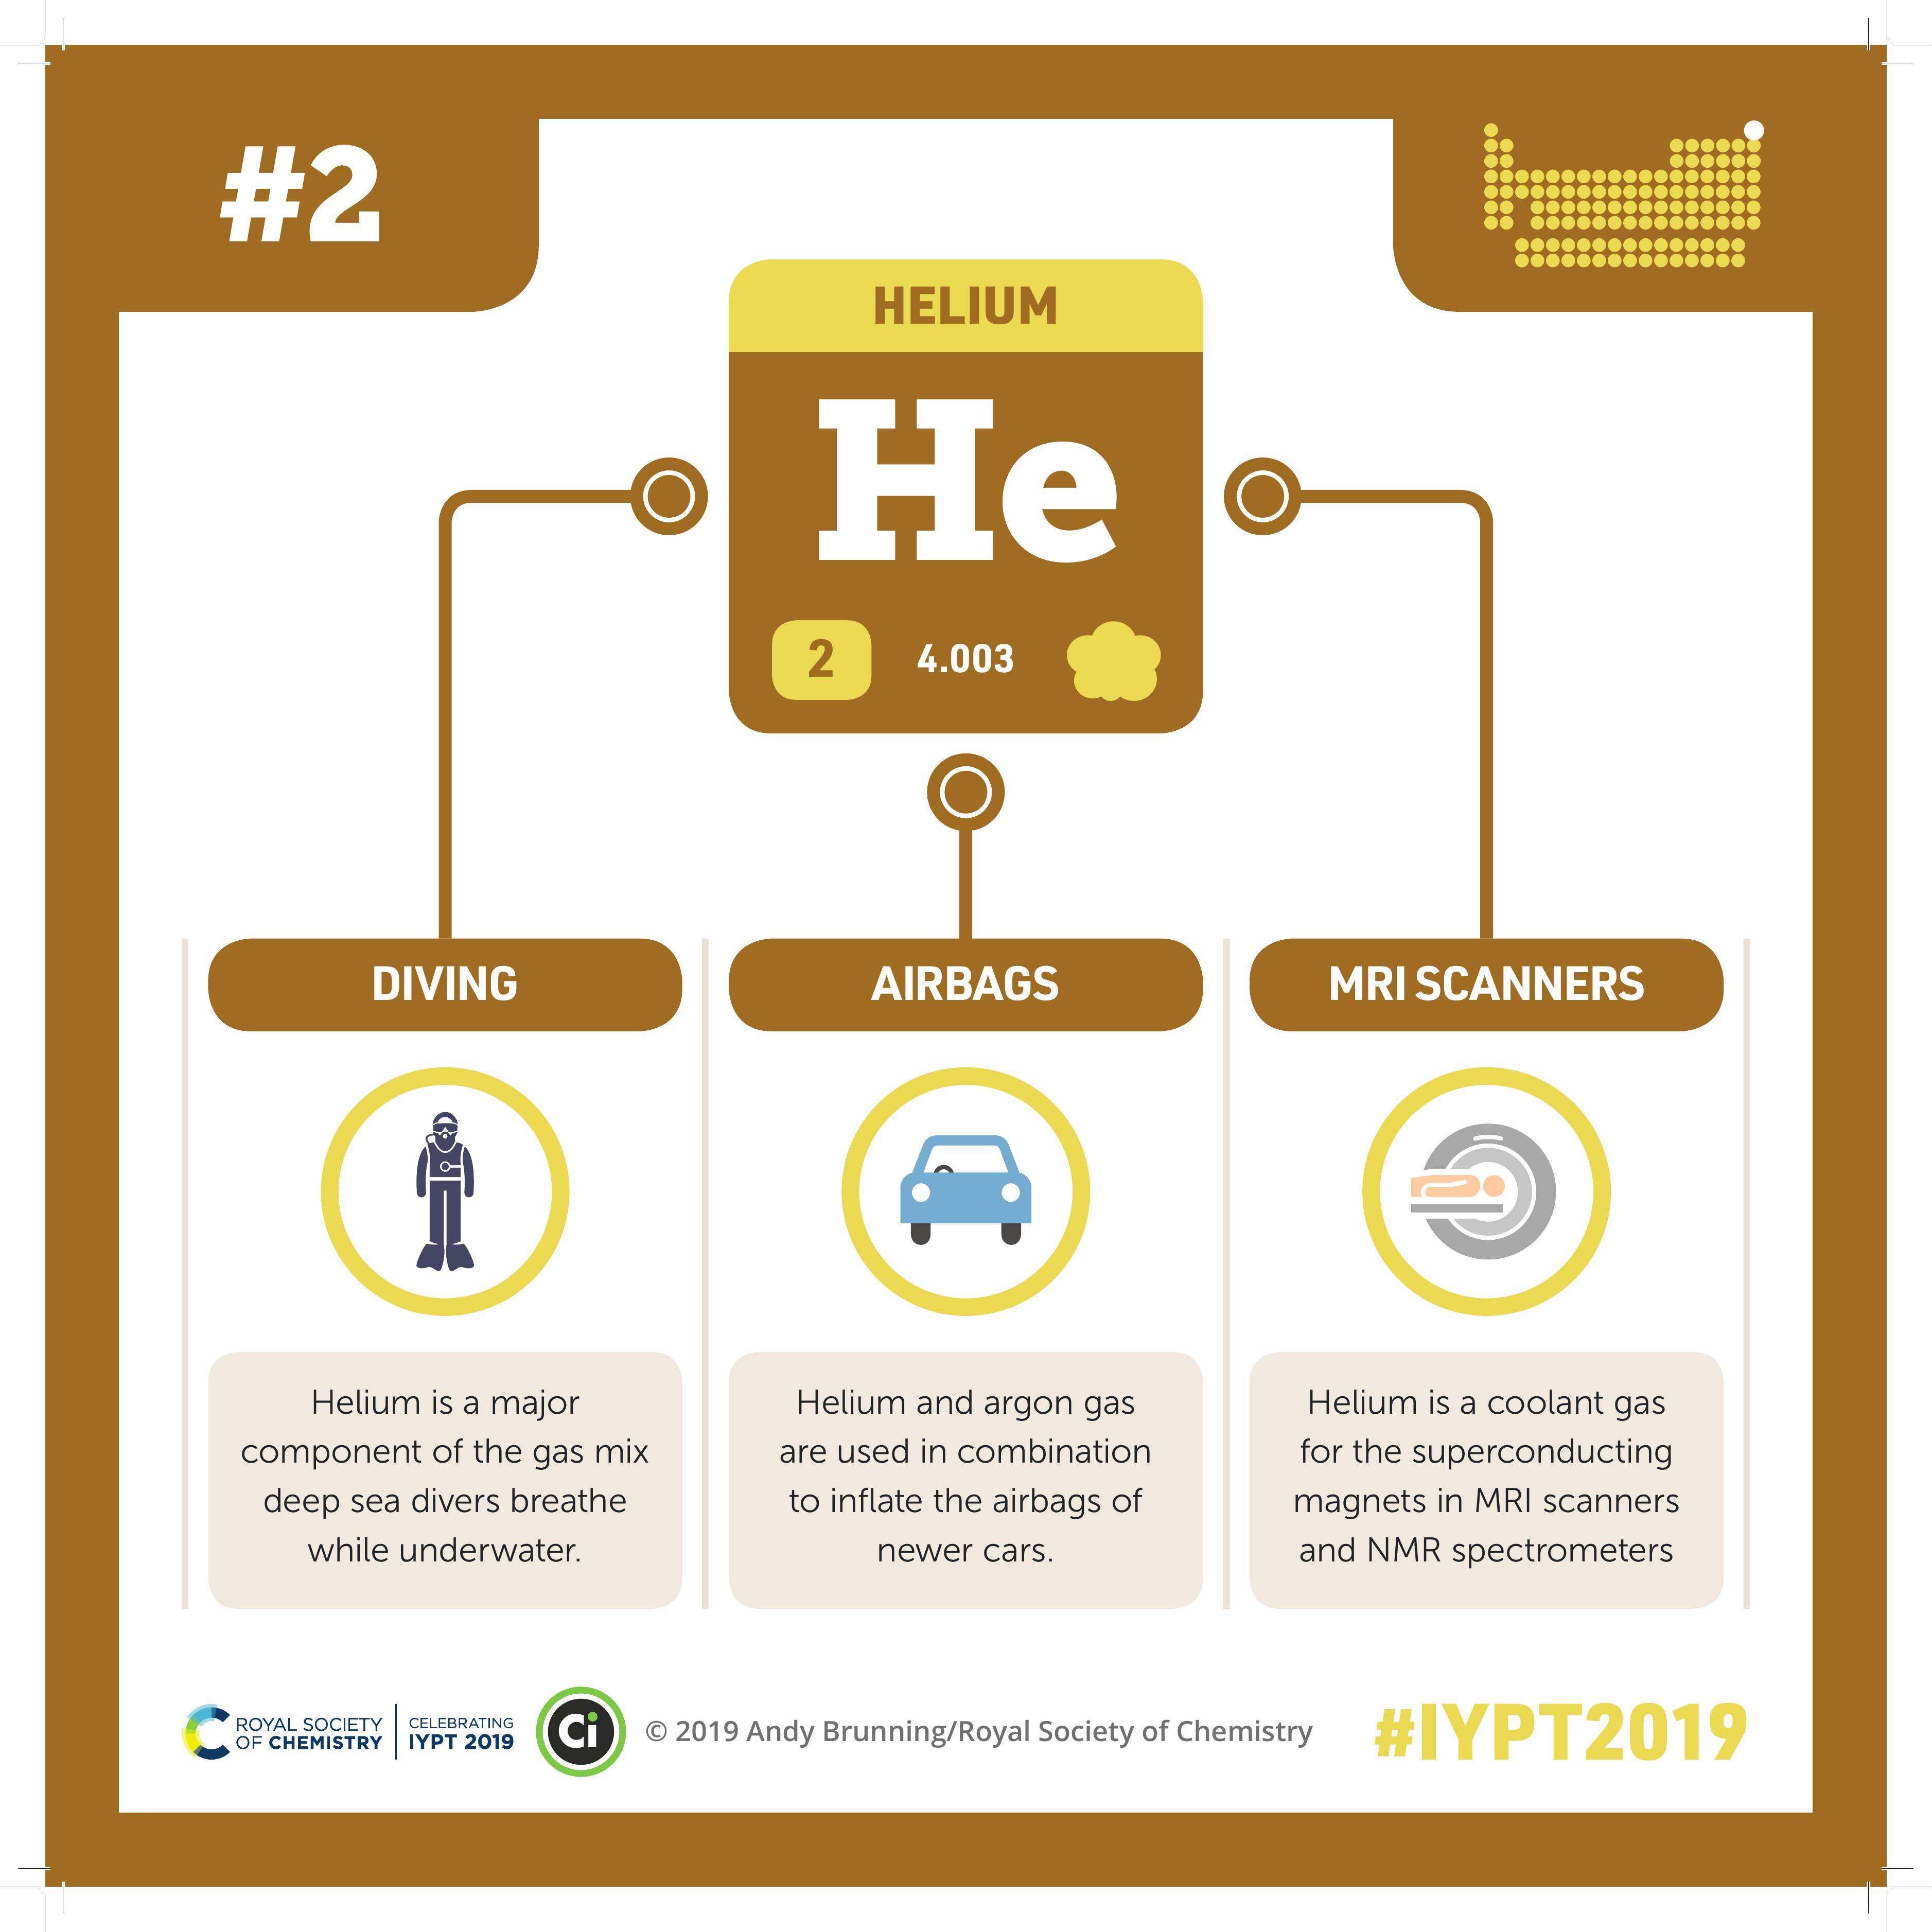 #2
HELIUM
He
2 4.003
DIVING
Helium is a major
component of the gas mix
deep sea divers breathe
while underwater.
AIRBAGS
Helium and argon gas
are used in combination
to inflate the airbags of
newer cars.
MRI SCANNERS
Helium is a coolant gas
for the superconducting
magnets in MRI scanners
and NMR spectrometers
ROYAL SOCIETY
OF CHEMISTRY
CELEBRATING
IYPT 2019
Ci
© 2019 Andy Brunning/Royal Society of Chemistry
#IYPT2019